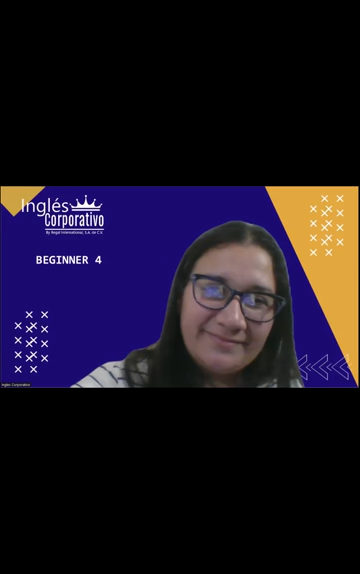 Inglés
Corporativo
By Regal International, S.A. de C.V.
BEGINNER 4
Inglés Corporativo